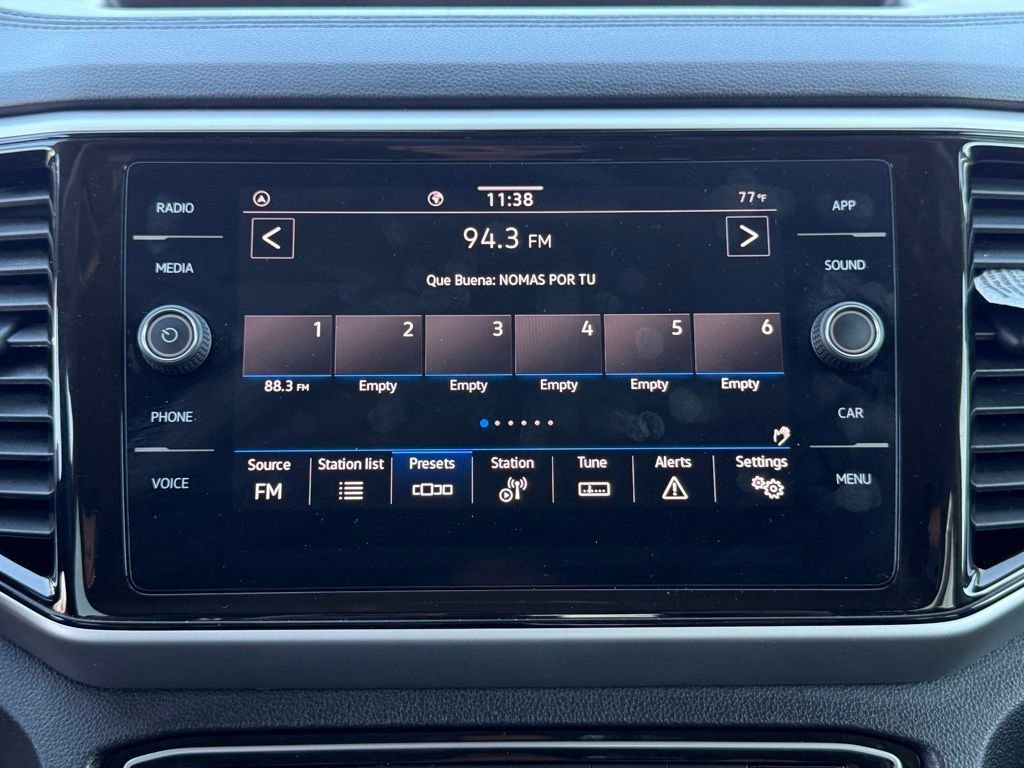 RADIO
MEDIA
PHONE
VOICE
11:38
77°F
94.3 FM
Que Buena: NOMAS POR TU
1 2 3 4 5 6
88.3 FM Empty Empty Empty Empty Empty
Source Station list Presets Station Tune Alerts Settings
FM
APP
SOUND
CAR
MENU